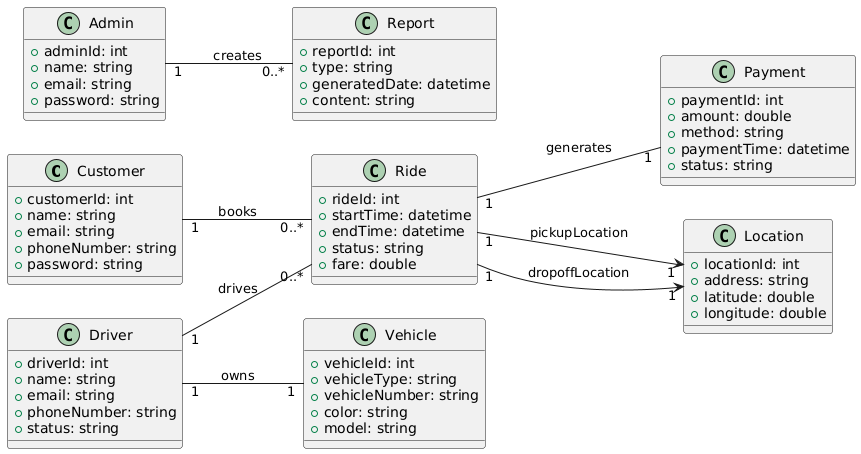 C Admin
adminId: int
name: string
email: string
password: string
creates
1
0..*
C Report
reportId: int
type: string
generatedDate: datetime
content: string
C Customer
customerId: int
name: string
email: string
phoneNumber: string
password: string
books
1
0..*
C Ride
rideId: int
startTime: datetime
endTime: datetime
status: string
fare: double
generates
1
1
C Payment
paymentId: int
amount: double
method: string
paymentTime: datetime
status: string
pickupLocation
1
1
dropoffLocation
1
1
C Location
locationId: int
address: string
latitude: double
longitude: double
C Driver
driverId: int
name: string
email: string
phoneNumber: string
status: string
drives
1
0..*
owns
1
1
C Vehicle
vehicleId: int
vehicleType: string
vehicleNumber: string
color: string
model: string